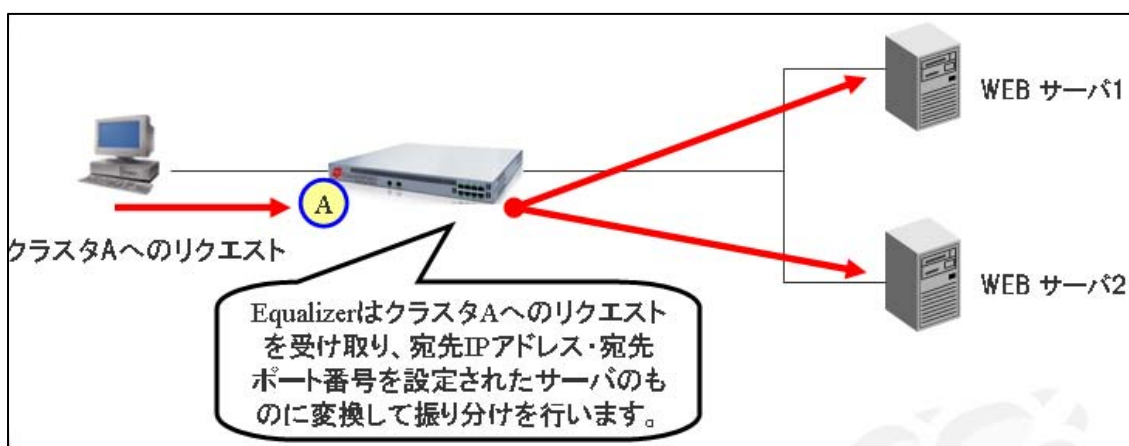 WEB サーバ1
A
クラスタAへのリクエスト
WEB サーバ2
EqualizerはクラスタAへのリクエスト
を受け取り、宛先IPアドレス・宛先
ポート番号を設定されたサーバのも
のに変換して振り分けを行います。